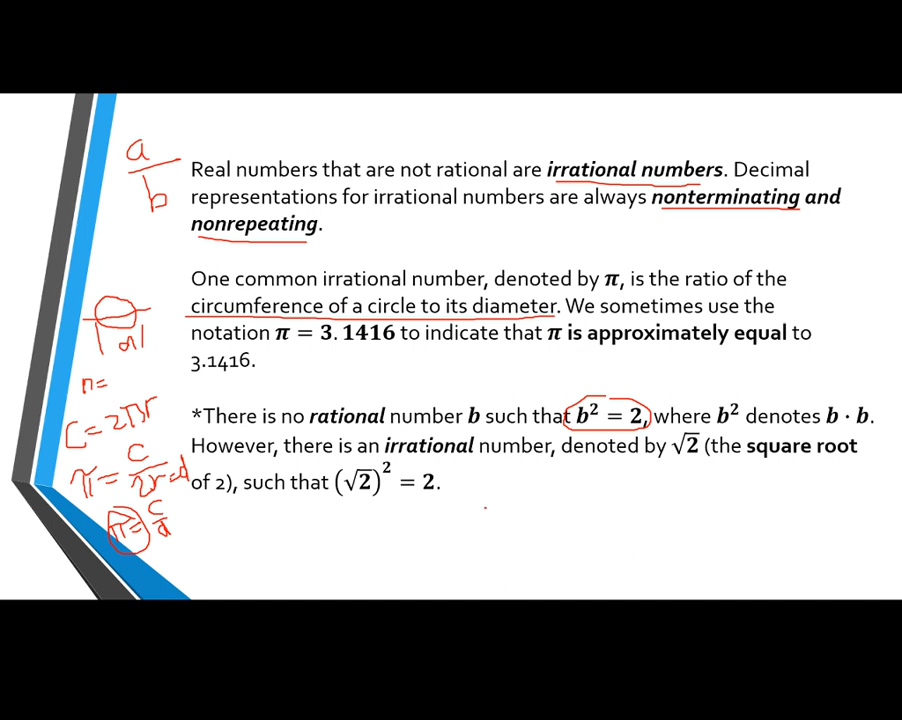 a
b
Real numbers that are not rational are irrational numbers. Decimal
representations for irrational numbers are always nonterminating and
nonrepeating.
One common irrational number, denoted by π, is the ratio of the
circumference of a circle to its diameter. We sometimes use the
notation π = 3.1416 to indicate that π is approximately equal to
3.1416.
*There is no rational number b such that b² = 2, where b² denotes b · b.
However, there is an irrational number, denoted by √2 (the square root
of 2), such that (√2)² = 2.
C = 2πr
π = C/2r = d
π = C/d